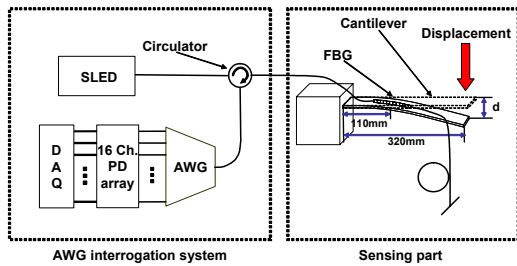 Circulator
SLED
D
A
Q
16 Ch.
PD
array
AWG
AWG interrogation system
Cantilever
FBG
Displacement
d
110mm
320mm
Sensing part